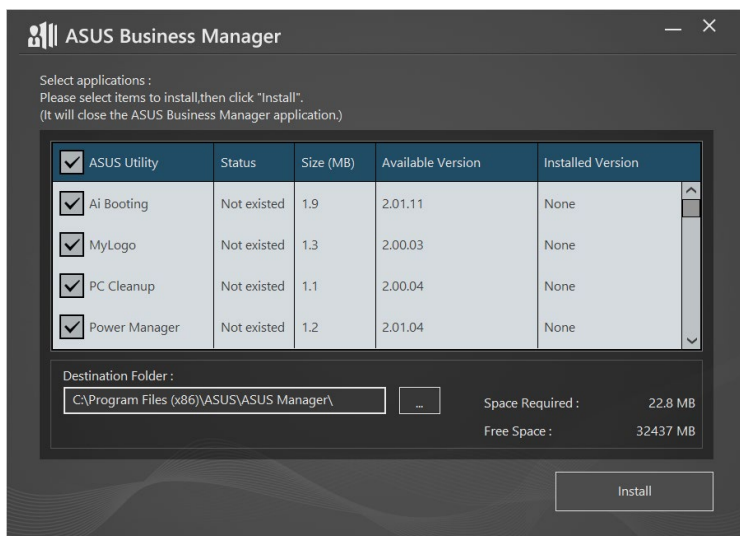 ASUS Business Manager
Select applications :
Please select items to install,then click "Install".
(It will close the ASUS Business Manager application.)
ASUS Utility Status Size (MB) Available Version Installed Version
Ai Booting Not existed 1.9 2.01.11 None
MyLogo Not existed 1.3 2.00.03 None
PC Cleanup Not existed 1.1 2.00.04 None
Power Manager Not existed 1.2 2.01.04 None
Destination Folder :
C:\Program Files (x86)\ASUS\ASUS Manager\ ... Space Required : 22.8 MB
Free Space : 32437 MB
Install